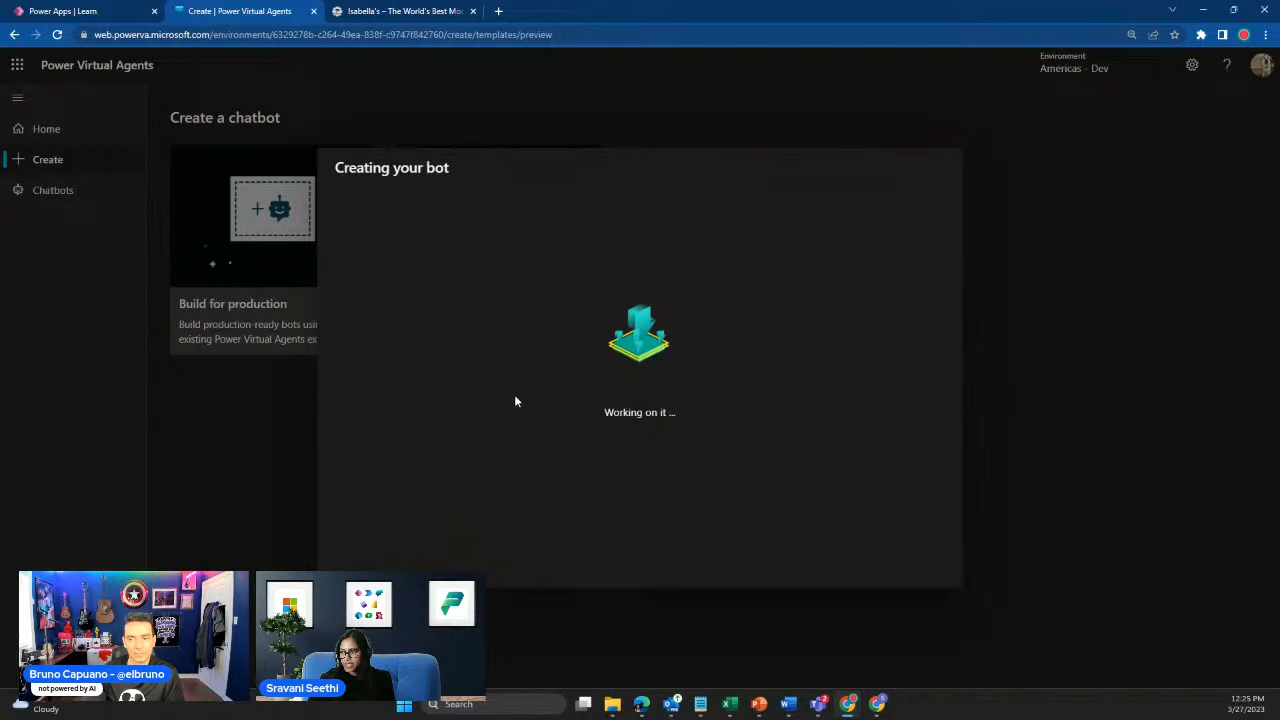 Power Apps | Learn
Create | Power Virtual Agents
Isabella's – The World's Best Moc
web.powerva.microsoft.com/environments/6329278b-c264-49ea-838f-c9747f842760/create/templates/preview
Power Virtual Agents
Environment
Americas - Dev
Home
Create
Chatbots
Create a chatbot
Build for production
Build production-ready bots usin
existing Power Virtual Agents ex
Creating your bot
Working on it ...
Bruno Capuano - @elbruno
not powered by AI
Sravani Seethi
Cloudy
Search
12:25 PM
3/27/2023